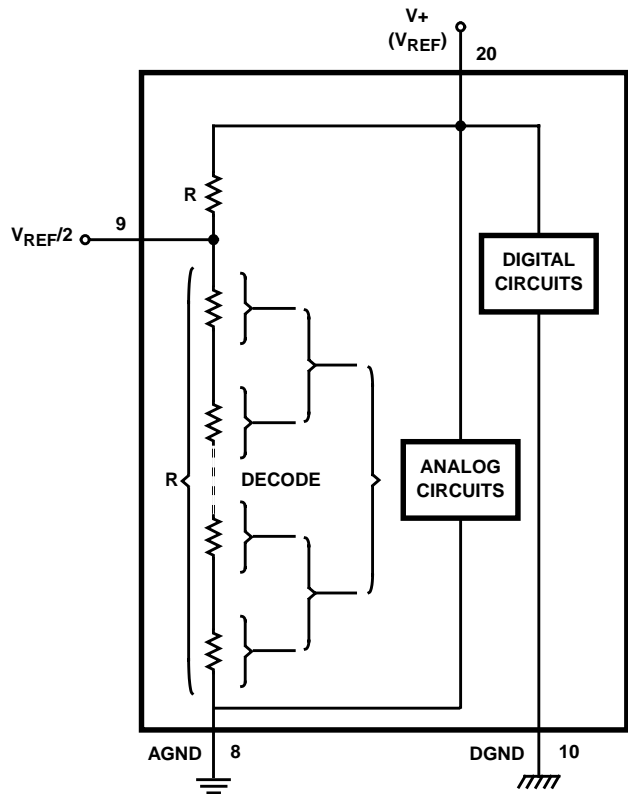 V+
(VREF)
20
R
VREF/2
9
DIGITAL
CIRCUITS
R
DECODE
ANALOG
CIRCUITS
AGND
8
DGND
10